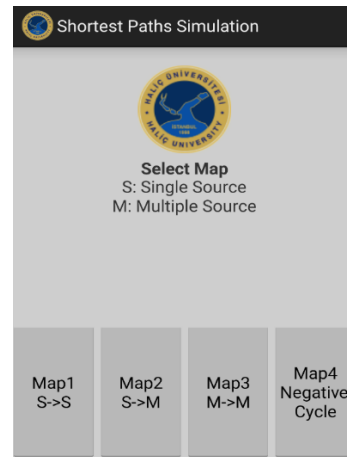 Shortest Paths Simulation
HALİÇ ÜNİVERSİTESİ
İSTANBUL
1998
HALİÇ UNIVERSITY
Select Map
S: Single Source
M: Multiple Source
Map1
S->S
Map2
S->M
Map3
M->M
Map4
Negative
Cycle